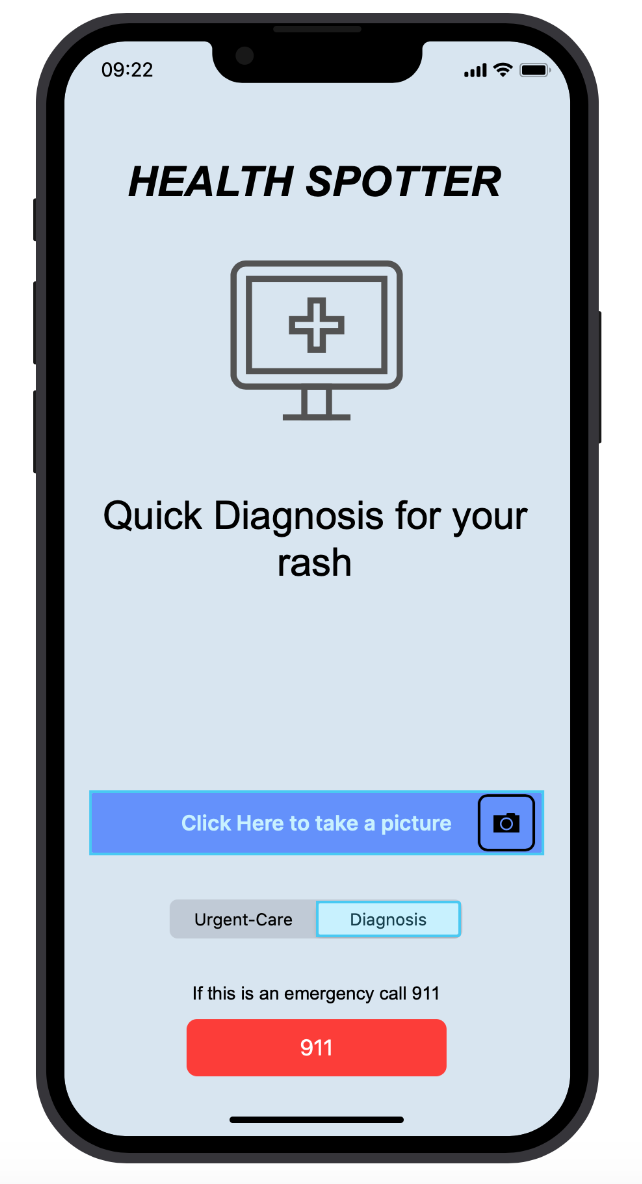 09:22
HEALTH SPOTTER
Quick Diagnosis for your
rash
Click Here to take a picture
Urgent-Care Diagnosis
If this is an emergency call 911
911